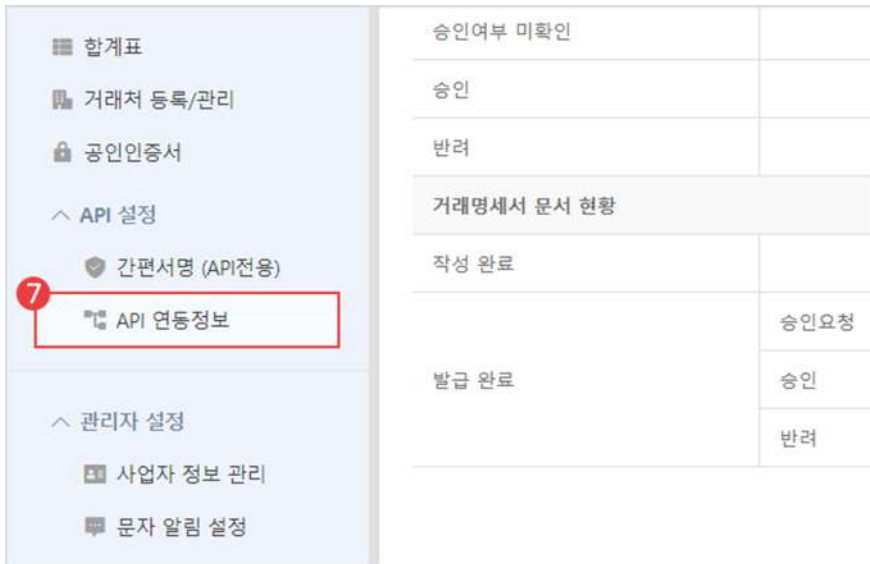 합계표
거래처 등록/관리
공인인증서
API 설정
간편서명 (API전용)
7
API 연동정보
관리자 설정
사업자 정보 관리
문자 알림 설정
승인여부 미확인
승인
반려
거래명세서 문서 현황
작성 완료
발급 완료
승인요청
승인
반려